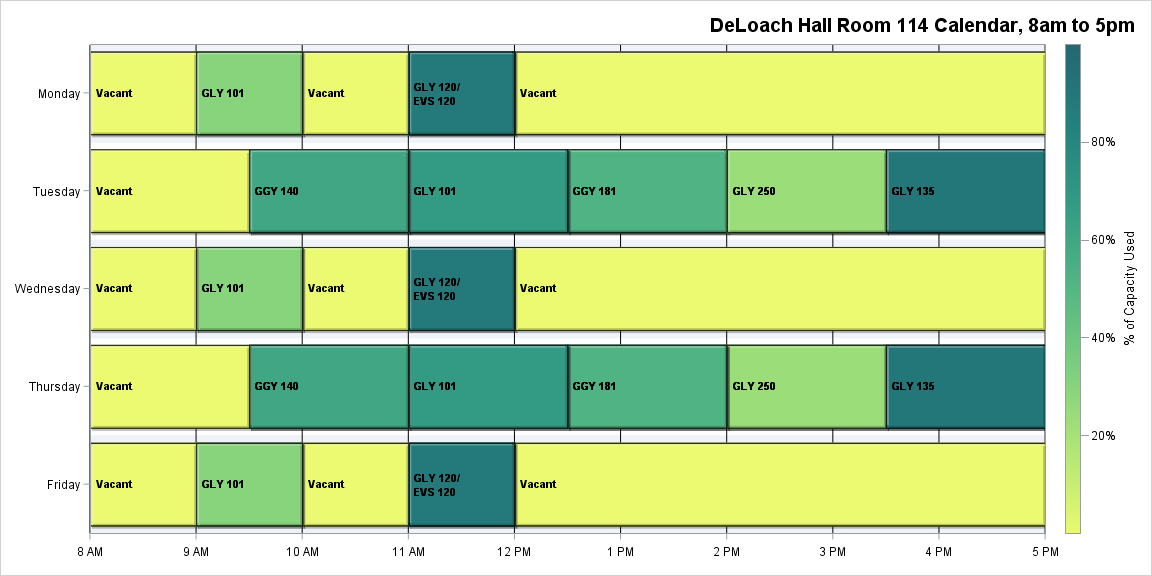 DeLoach Hall Room 114 Calendar, 8am to 5pm
Monday
Vacant
GLY 101
Vacant
GLY 120/
EVS 120
Vacant
Tuesday
Vacant
GGY 140
GLY 101
GGY 181
GLY 250
GLY 135
Wednesday
Vacant
GLY 101
Vacant
GLY 120/
EVS 120
Vacant
Thursday
Vacant
GGY 140
GLY 101
GGY 181
GLY 250
GLY 135
Friday
Vacant
GLY 101
Vacant
GLY 120/
EVS 120
Vacant
8 AM
9 AM
10 AM
11 AM
12 PM
1 PM
2 PM
3 PM
4 PM
5 PM
80%
60%
40%
20%
% of Capacity Used